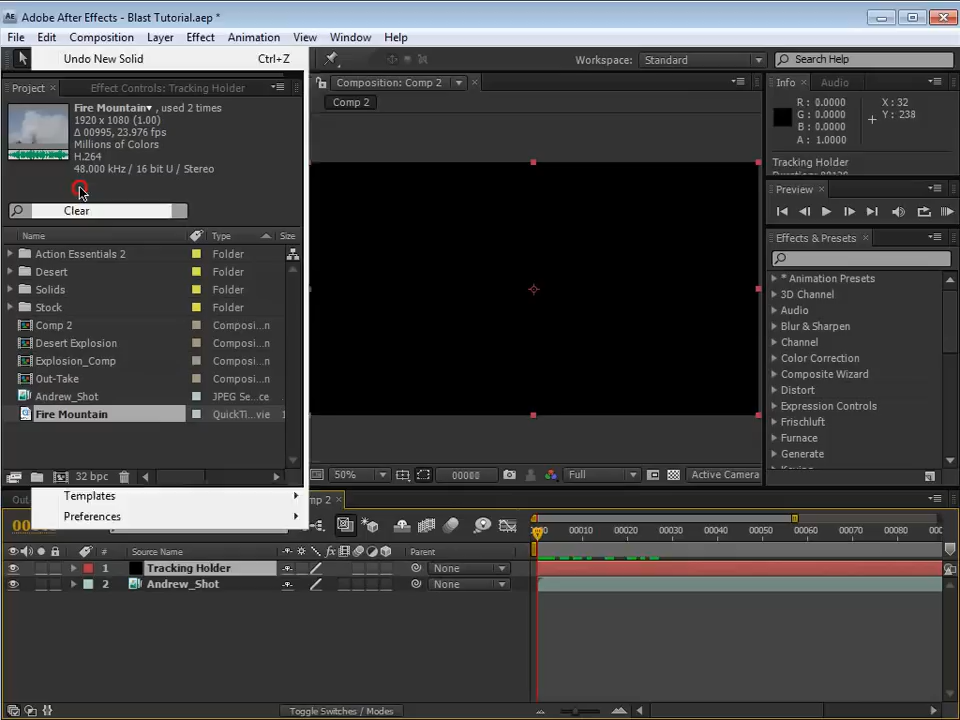 Adobe After Effects - Blast Tutorial.aep *
File Edit Composition Layer Effect Animation View Window Help
Undo New Solid Ctrl+Z
Workspace: Standard Search Help
Project Effect Controls: Tracking Holder
Composition: Comp 2
Info Audio
Comp 2
Fire Mountain , used 2 times
1920 x 1080 (1.00)
Δ 00995, 23.976 fps
Millions of Colors
H.264
48.000 kHz / 16 bit U / Stereo
R : 0.0000
G : 0.0000
B : 0.0000
A : 1.0000
X : 32
Y : 238
Tracking Holder
Preview
Clear
Effects & Presets
Name Type Size
Action Essentials 2 Folder
Desert Folder
Solids Folder
Stock Folder
Comp 2 Composi...n
Desert Explosion Composi...n
Explosion_Comp Composi...n
Out-Take Composi...n
Andrew_Shot JPEG Se...ce
Fire Mountain QuickTi...vie 1
* Animation Presets
3D Channel
Audio
Blur & Sharpen
Channel
Color Correction
Composite Wizard
Distort
Expression Controls
Frischluft
Furnace
Generate
32 bpc
50% 00000 Full Active Camera
Templates
Preferences
Out mp 2
00010 00020 00030 00040 00050 00060 00070 00080
# Source Name Parent
1 Tracking Holder None
2 Andrew_Shot None
Toggle Switches / Modes